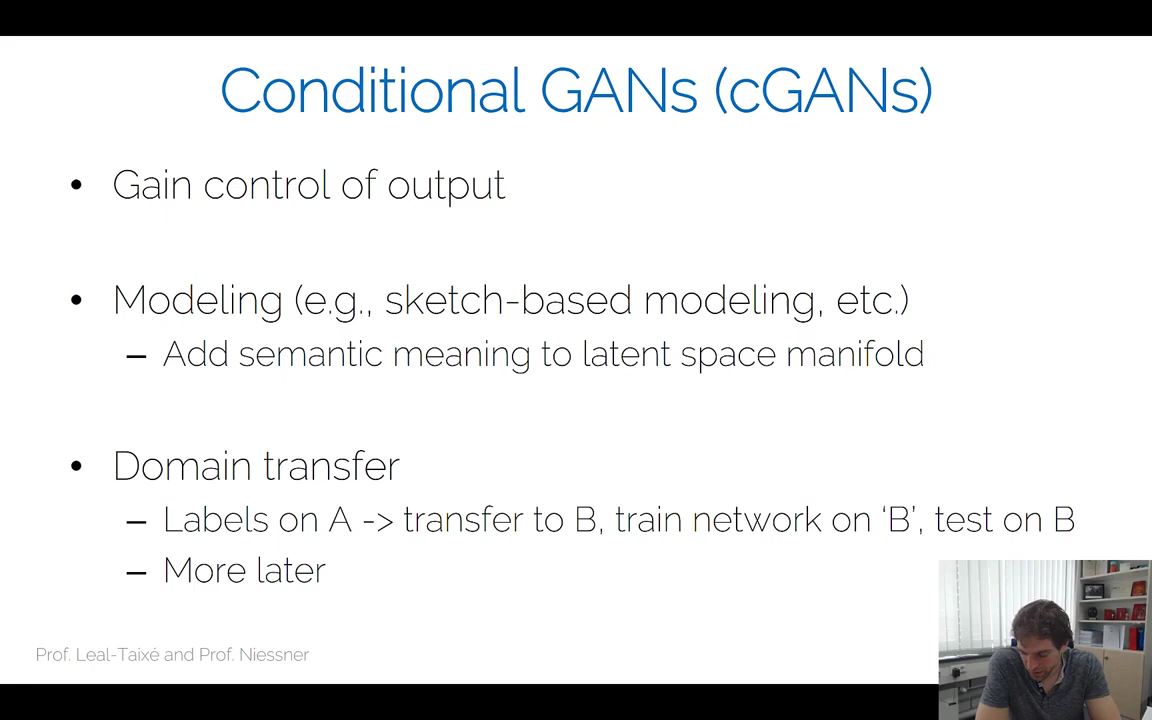 Conditional GANs (cGANs)
• Gain control of output
• Modeling (e.g., sketch-based modeling, etc.)
– Add semantic meaning to latent space manifold
• Domain transfer
– Labels on A -> transfer to B, train network on ‘B’, test on B
– More later
Prof. Leal-Taixé and Prof. Niessner